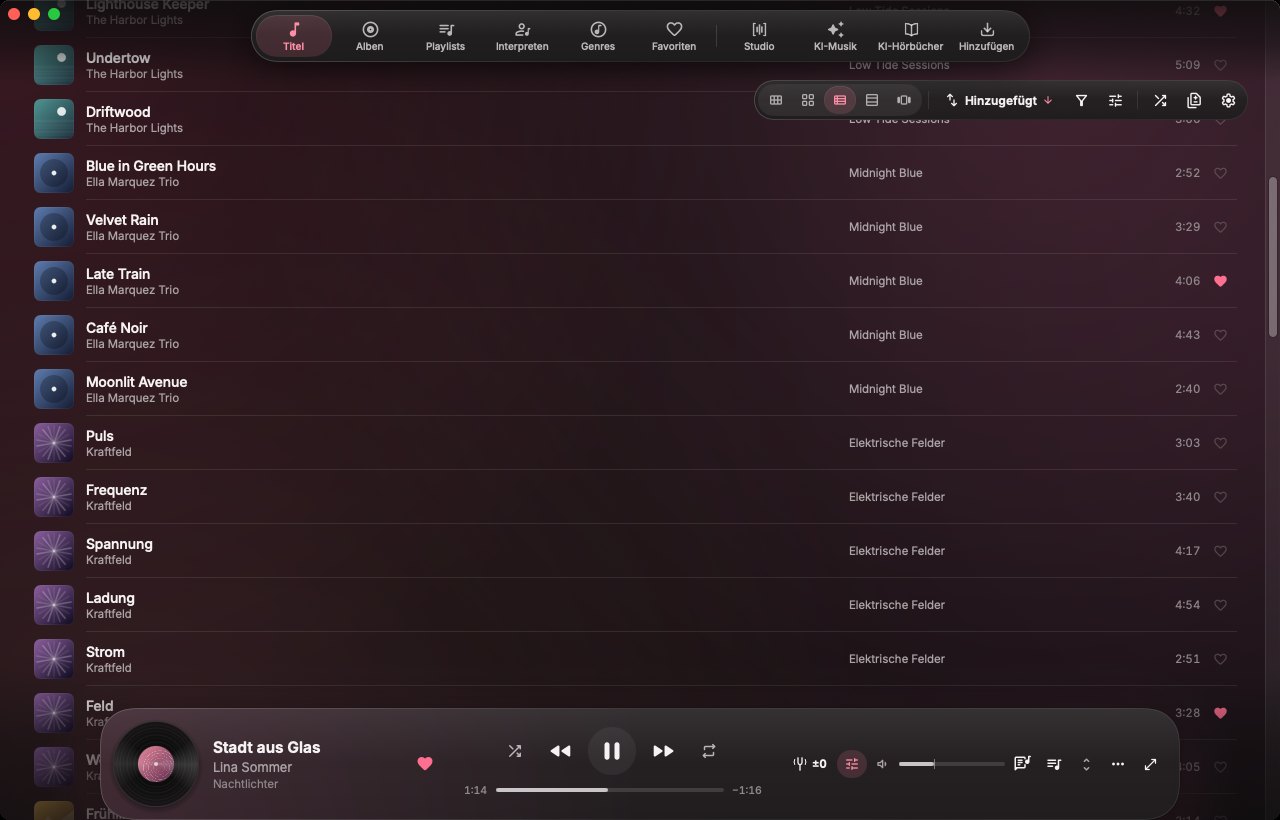 Lighthouse Keeper
The Harbor Lights
Low Tide Sessions
4:32
Titel
Alben
Playlists
Interpreten
Genres
Favoriten
Studio
KI-Musik
KI-Hörbücher
Hinzufügen
Undertow
The Harbor Lights
Low Tide Sessions
5:09
Hinzugefügt
Driftwood
The Harbor Lights
Low Tide Sessions
Blue in Green Hours
Ella Marquez Trio
Midnight Blue
2:52
Velvet Rain
Ella Marquez Trio
Midnight Blue
3:29
Late Train
Ella Marquez Trio
Midnight Blue
4:06
Café Noir
Ella Marquez Trio
Midnight Blue
4:43
Moonlit Avenue
Ella Marquez Trio
Midnight Blue
2:40
Puls
Kraftfeld
Elektrische Felder
3:03
Frequenz
Kraftfeld
Elektrische Felder
3:40
Spannung
Kraftfeld
Elektrische Felder
4:17
Ladung
Kraftfeld
Elektrische Felder
4:54
Strom
Kraftfeld
Elektrische Felder
2:51
Feld
3:28
Stadt aus Glas
Lina Sommer
Nachtlichter
1:14
−1:16
±0